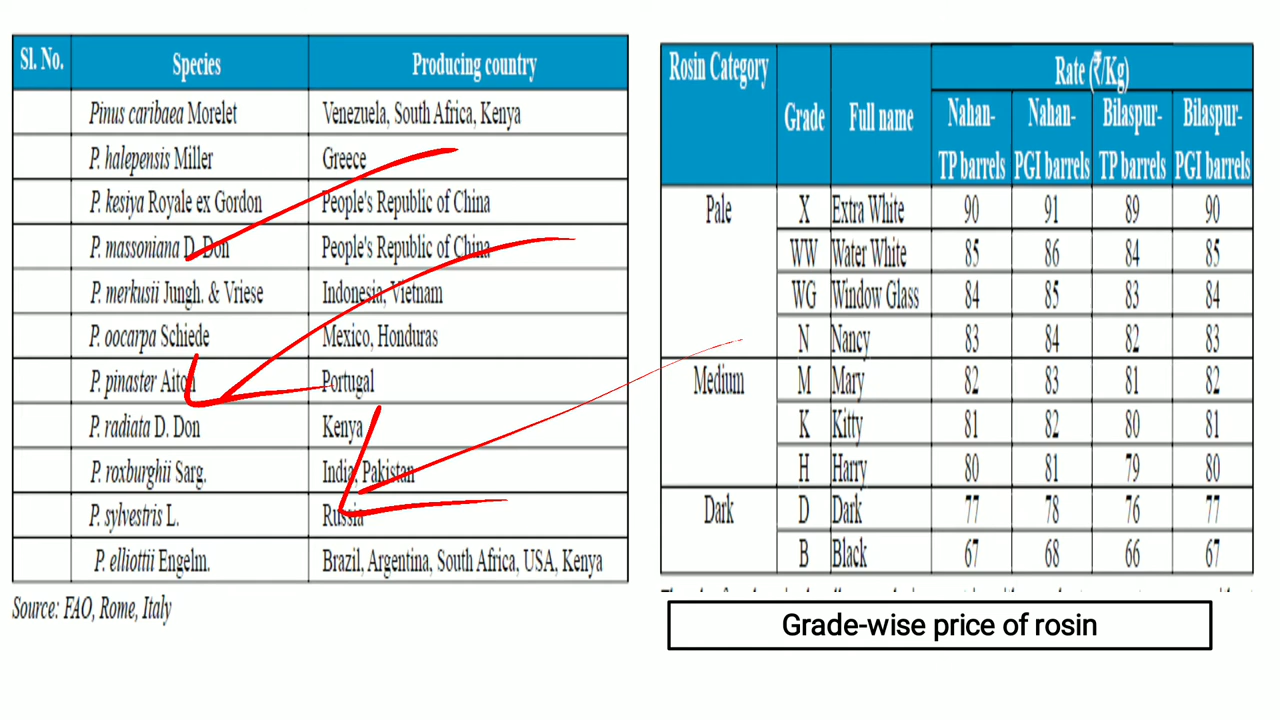 Sl. No. Species Producing country
Pinus caribaea Morelet Venezuela, South Africa, Kenya
P. halepensis Miller Greece
P. kesiya Royale ex Gordon People's Republic of China
P. massoniana D. Don People's Republic of China
P. merkusii Jungh. & Vriese Indonesia, Vietnam
P. oocarpa Schiede Mexico, Honduras
P. pinaster Aiton Portugal
P. radiata D. Don Kenya
P. roxburghii Sarg. India, Pakistan
P. sylvestris L. Russia
P. elliottii Engelm. Brazil, Argentina, South Africa, USA, Kenya
Source: FAO, Rome, Italy
Rosin Category Grade Full name Rate (₹/Kg)
Nahan- Nahan- Bilaspur- Bilaspur-
TP barrels PGI barrels TP barrels PGI barrels
Pale X Extra White 90 91 89 90
WW Water White 85 86 84 85
WG Window Glass 84 85 83 84
N Nancy 83 84 82 83
Medium M Mary 82 83 81 82
K Kitty 81 82 80 81
H Harry 80 81 79 80
Dark D Dark 77 78 76 77
B Black 67 68 66 67
Grade-wise price of rosin